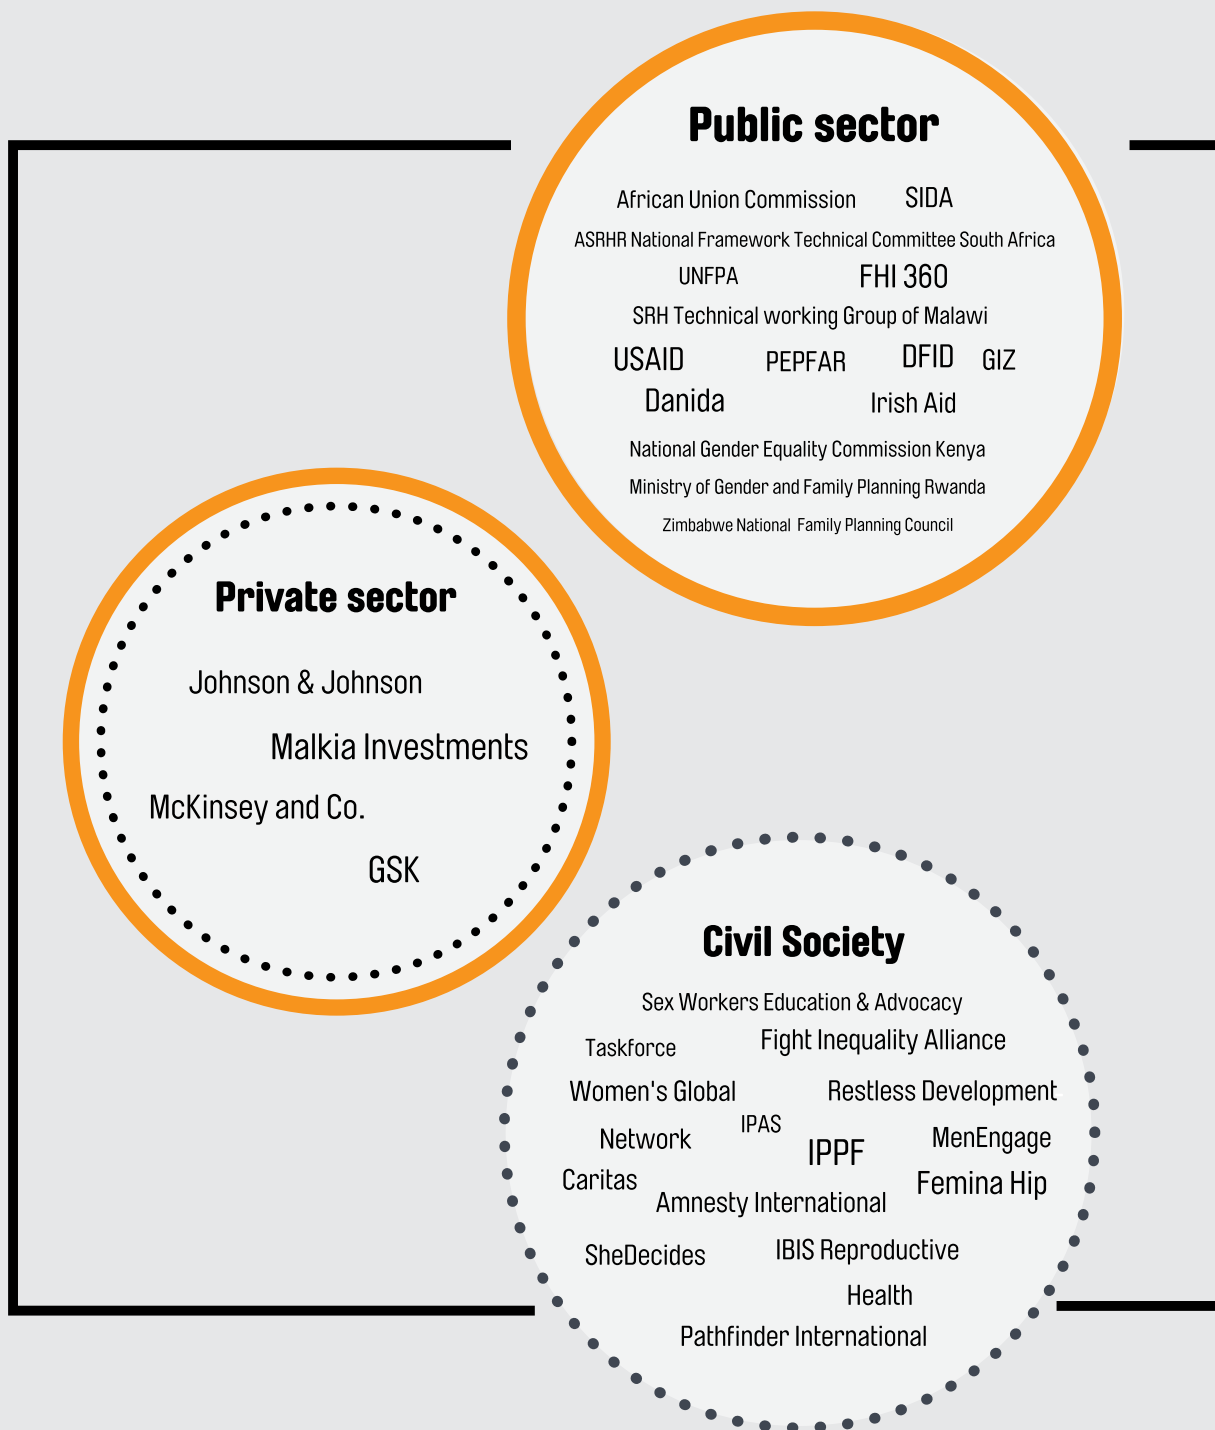 Public sector
African Union Commission SIDA
ASRHR National Framework Technical Committee South Africa
UNFPA FHI 360
SRH Technical working Group of Malawi
USAID PEPFAR DFID GIZ
Danida Irish Aid
National Gender Equality Commission Kenya
Ministry of Gender and Family Planning Rwanda
Zimbabwe National Family Planning Council
Private sector
Johnson & Johnson
Malkia Investments
McKinsey and Co.
GSK
Civil Society
Sex Workers Education & Advocacy
Taskforce
Fight Inequality Alliance
Women's Global
Network
Restless Development
IPAS
IPPF
MenEngage
Caritas
Amnesty International
Femina Hip
SheDecides
IBIS Reproductive
Health
Pathfinder International